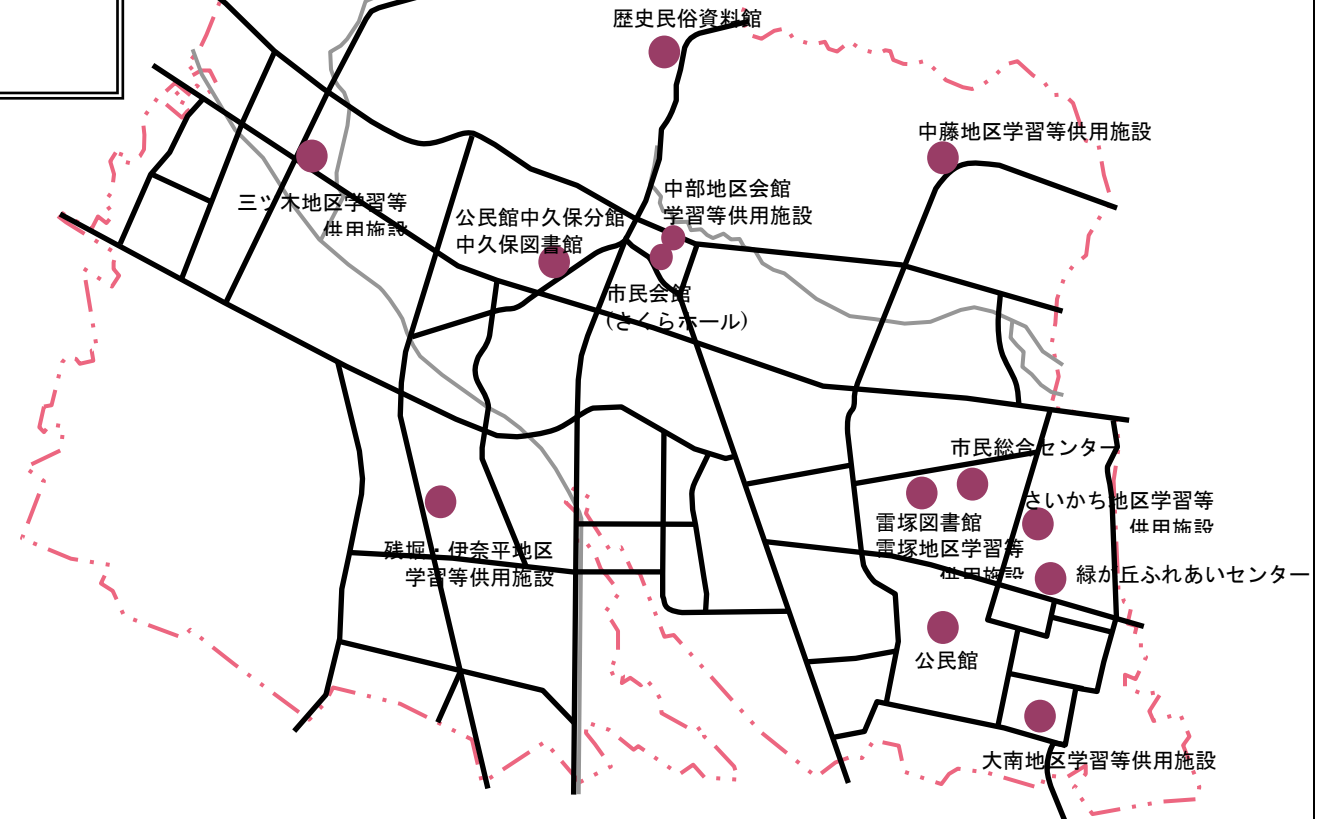 歴史民俗資料館
中藤地区学習等供用施設
三ツ木地区学習等
供用施設
公民館中久保分館
中久保図書館
中部地区会館
学習等供用施設
市民会館
(さくらホール)
市民総合センター
さいかち地区学習等
供用施設
雷塚図書館
雷塚地区学習等
供用施設
緑が丘ふれあいセンター
残堀・伊奈平地区
学習等供用施設
公民館
大南地区学習等供用施設